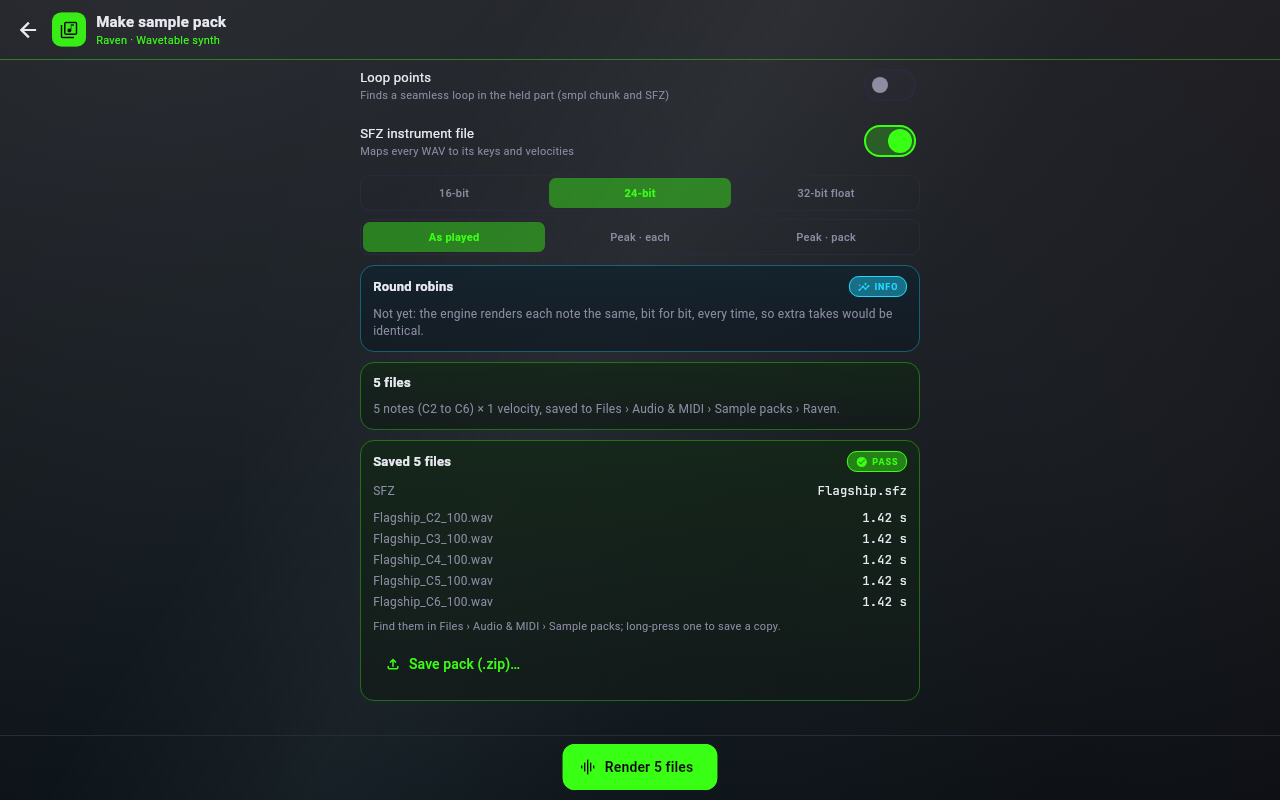 Make sample pack
Raven · Wavetable synth
Loop points
Finds a seamless loop in the held part (smpl chunk and SFZ)
SFZ instrument file
Maps every WAV to its keys and velocities
16-bit 24-bit 32-bit float
As played Peak · each Peak · pack
Round robins INFO
Not yet: the engine renders each note the same, bit for bit, every time, so extra takes would be
identical.
5 files
5 notes (C2 to C6) × 1 velocity, saved to Files › Audio & MIDI › Sample packs › Raven.
Saved 5 files PASS
SFZ Flagship.sfz
Flagship_C2_100.wav 1.42 s
Flagship_C3_100.wav 1.42 s
Flagship_C4_100.wav 1.42 s
Flagship_C5_100.wav 1.42 s
Flagship_C6_100.wav 1.42 s
Find them in Files › Audio & MIDI › Sample packs; long-press one to save a copy.
Save pack (.zip)...
Render 5 files